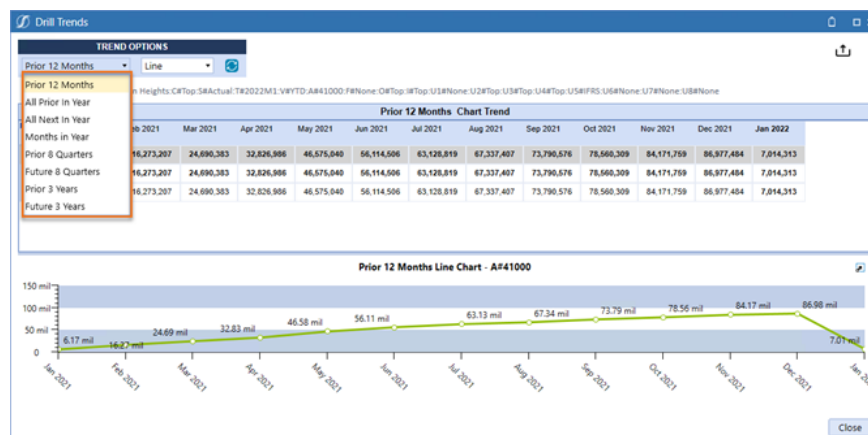 Drill Trends
TREND OPTIONS
Prior 12 Months Line
Prior 12 Months
All Prior In Year
All Next In Year
Months in Year
Prior 8 Quarters
Future 8 Quarters
Prior 3 Years
Future 3 Years
n Heights:C#Top:S#Actual:T#2022M1:V#YTD:A#41000:F#None:O#Top:I#Top:U1#None:U2#Top:U3#Top:U4#Top:U5#IFRS:U6#None:U7#None:U8#None
Prior 12 Months Chart Trend
eb 2021 Mar 2021 Apr 2021 May 2021 Jun 2021 Jul 2021 Aug 2021 Sep 2021 Oct 2021 Nov 2021 Dec 2021 Jan 2022
16,273,207 24,690,383 32,826,986 46,575,040 56,114,506 63,128,819 67,337,407 73,790,576 78,560,309 84,171,759 86,977,484 7,014,313
16,273,207 24,690,383 32,826,986 46,575,040 56,114,506 63,128,819 67,337,407 73,790,576 78,560,309 84,171,759 86,977,484 7,014,313
16,273,207 24,690,383 32,826,986 46,575,040 56,114,506 63,128,819 67,337,407 73,790,576 78,560,309 84,171,759 86,977,484 7,014,313
Prior 12 Months Line Chart - A#41000
150 mil
100 mil
50 mil
0
6.17 mil 16.27 mil 24.69 mil 32.83 mil 46.58 mil 56.11 mil 63.13 mil 67.34 mil 73.79 mil 78.56 mil 84.17 mil 86.98 mil 7.01 mil
Jan 2021 Feb 2021 Mar 2021 Apr 2021 May 2021 Jun 2021 Jul 2021 Aug 2021 Sep 2021 Oct 2021 Nov 2021 Dec 2021 Jan 20
Close